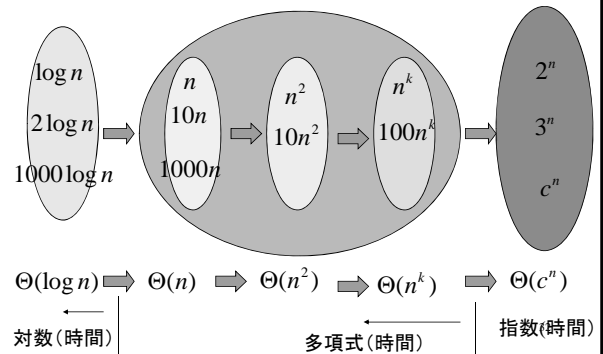 log n
2 log n
1000 log n
n
10n
1000n
n²
10n²
n^k
100n^k
2^n
3^n
c^n
Θ(log n) Θ(n) Θ(n²) Θ(n^k) Θ(c^n)
対数(時間)
多項式(時間)
指数(時間)